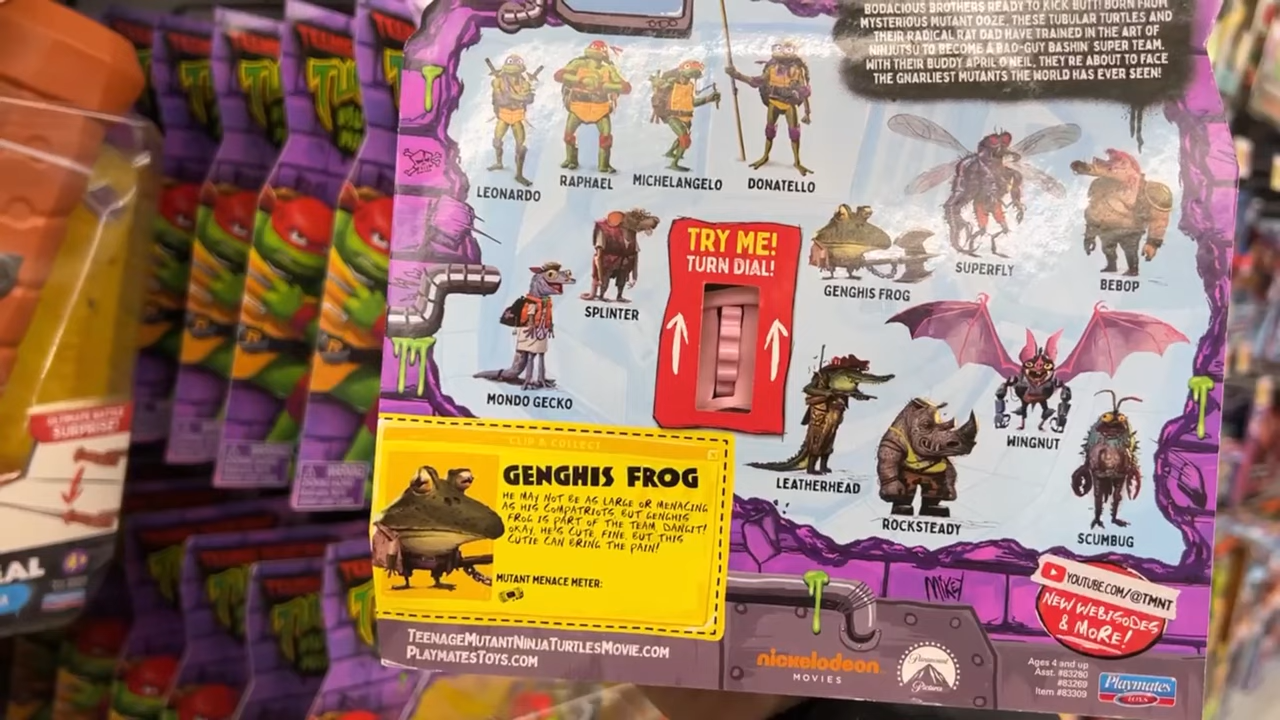 BODACIOUS BROTHERS READY TO KICK BUTT! BORN FROM
MYSTERIOUS MUTANT OOZE, THESE TUBULAR TURTLES AND
THEIR RADICAL RAT DAD HAVE TRAINED IN THE ART OF
NINJUTSU TO BECOME A BAD-GUY BASHIN' SUPER TEAM.
WITH THEIR BUDDY APRIL O'NEIL, THEY'RE ABOUT TO FACE
THE GNARLIEST MUTANTS THE WORLD HAS EVER SEEN!
LEONARDO
RAPHAEL
MICHELANGELO
DONATELLO
SUPERFLY
BEBOP
GENGHIS FROG
SPLINTER
TRY ME!
TURN DIAL!
MONDO GECKO
WINGNUT
LEATHERHEAD
ROCKSTEADY
SCUMBUG
CLIP & COLLECT
GENGHIS FROG
HE MAY NOT BE AS LARGE OR MENACING
AS HIS COMPATRIOTS, BUT GENGHIS
FROG IS PART OF THE TEAM, DANGIT!
OKAY, HE'S CUTE, FINE, BUT THIS
CUTIE CAN BRING THE PAIN!
MUTANT MENACE METER:
MIKEY
YOUTUBE.COM/@TMNT
NEW WEBISODES
& MORE!
TEENAGEMUTANTNINJATURTLESMOVIE.COM
PLAYMATESTOYS.COM
nickelodeon
MOVIES
Paramount
Pictures
Ages 4 and up
Asst. #83280
#83269
Item #83309
Playmates
TOYS
ULTIMATE BATTLE
SURPRISE!